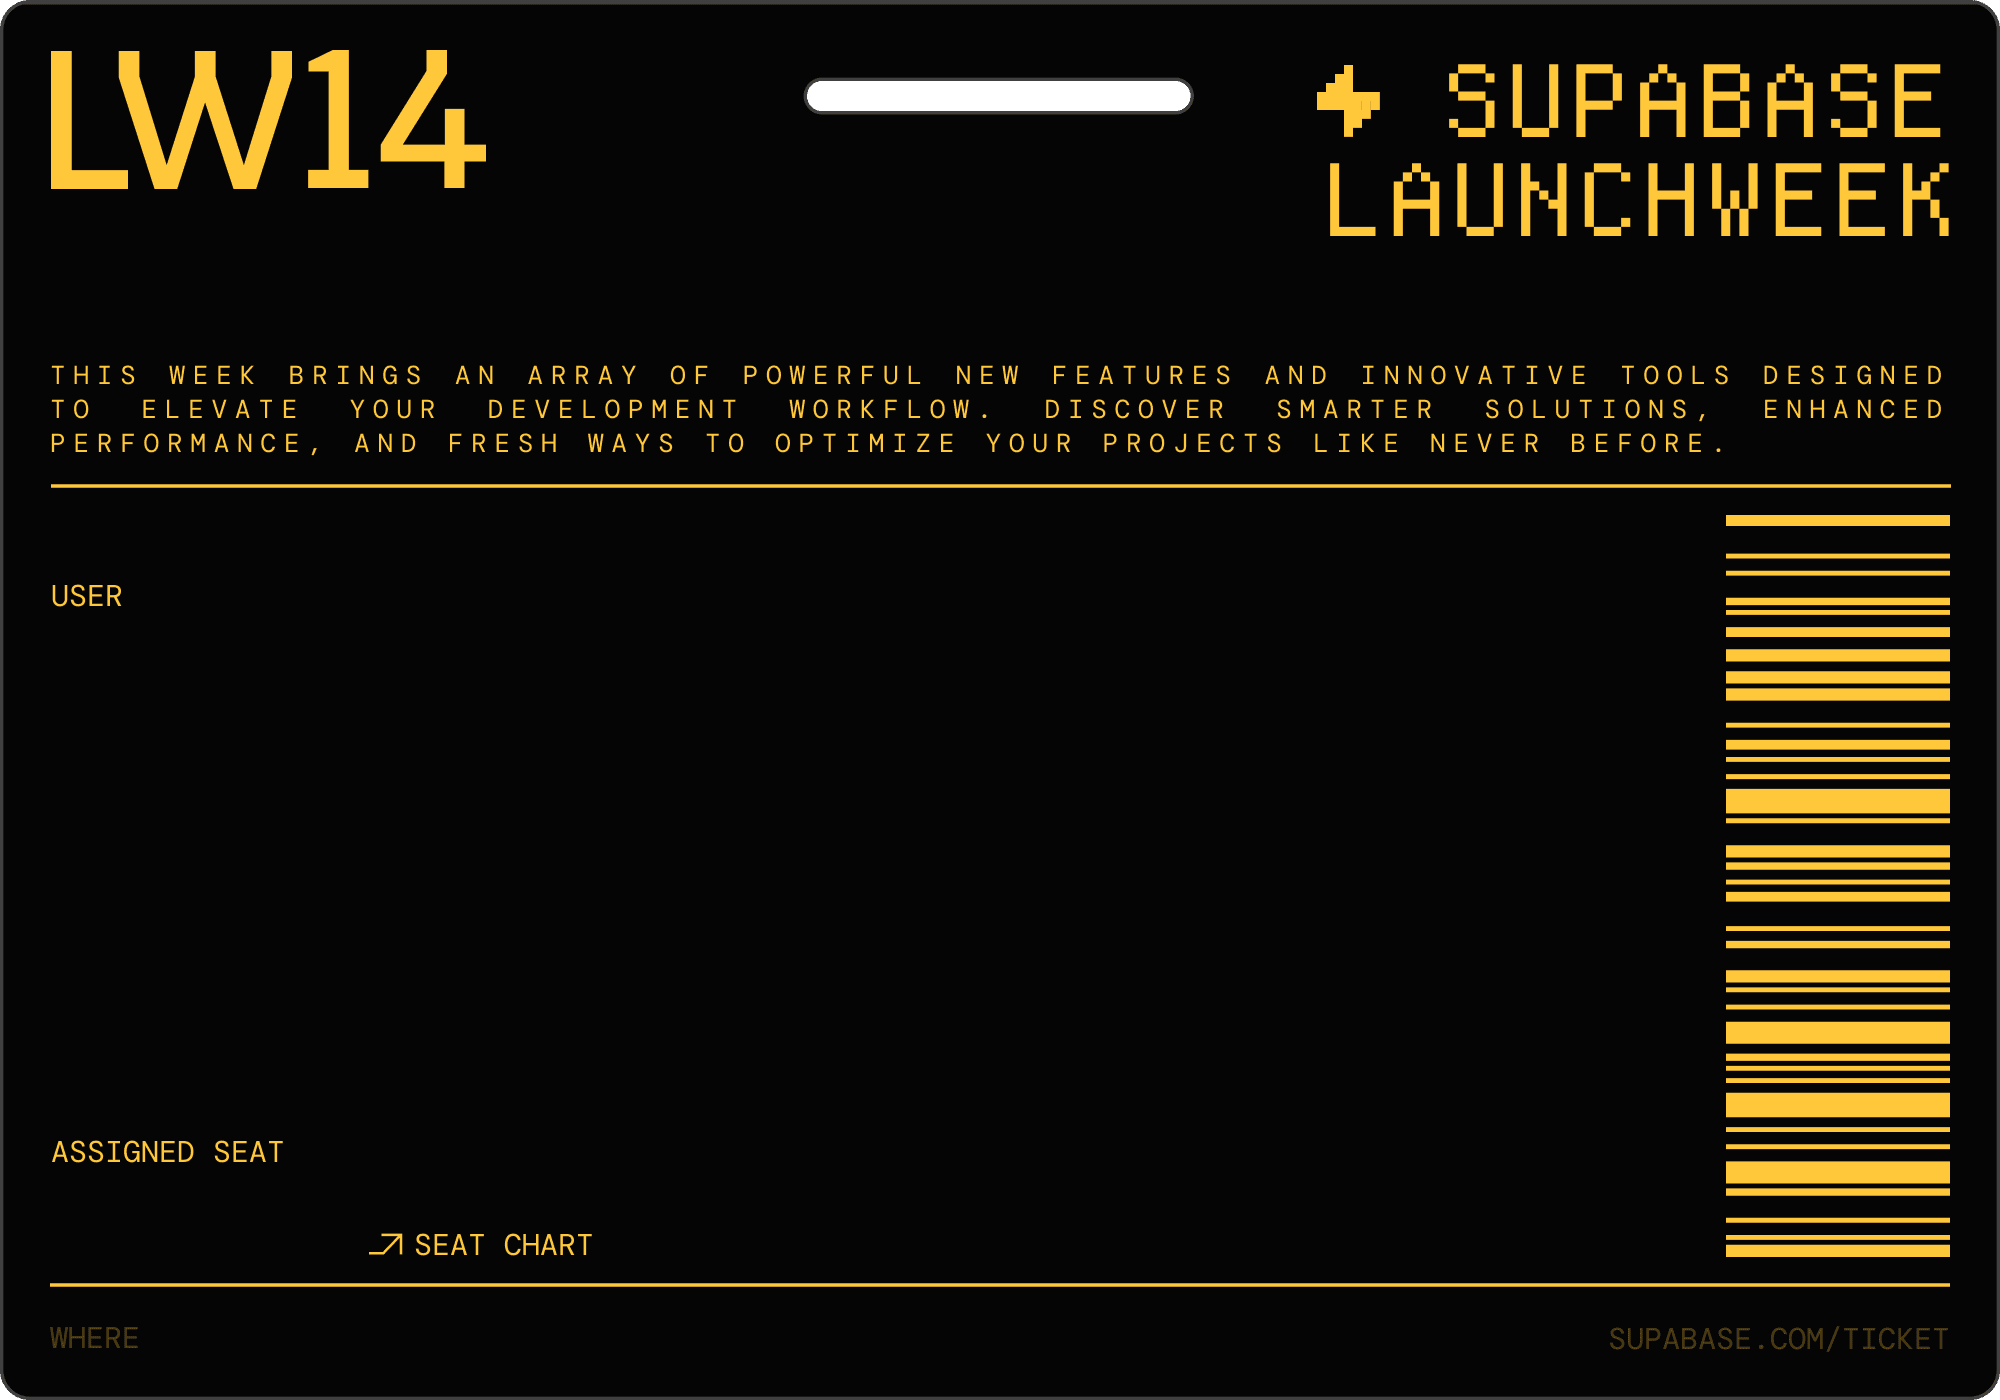 LW14
SUPABASE
LAUNCHWEEK
THIS WEEK BRINGS AN ARRAY OF POWERFUL NEW FEATURES AND INNOVATIVE TOOLS DESIGNED
TO ELEVATE YOUR DEVELOPMENT WORKFLOW. DISCOVER SMARTER SOLUTIONS, ENHANCED
PERFORMANCE, AND FRESH WAYS TO OPTIMIZE YOUR PROJECTS LIKE NEVER BEFORE.
USER
ASSIGNED SEAT
SEAT CHART
WHERE
SUPABASE.COM/TICKET